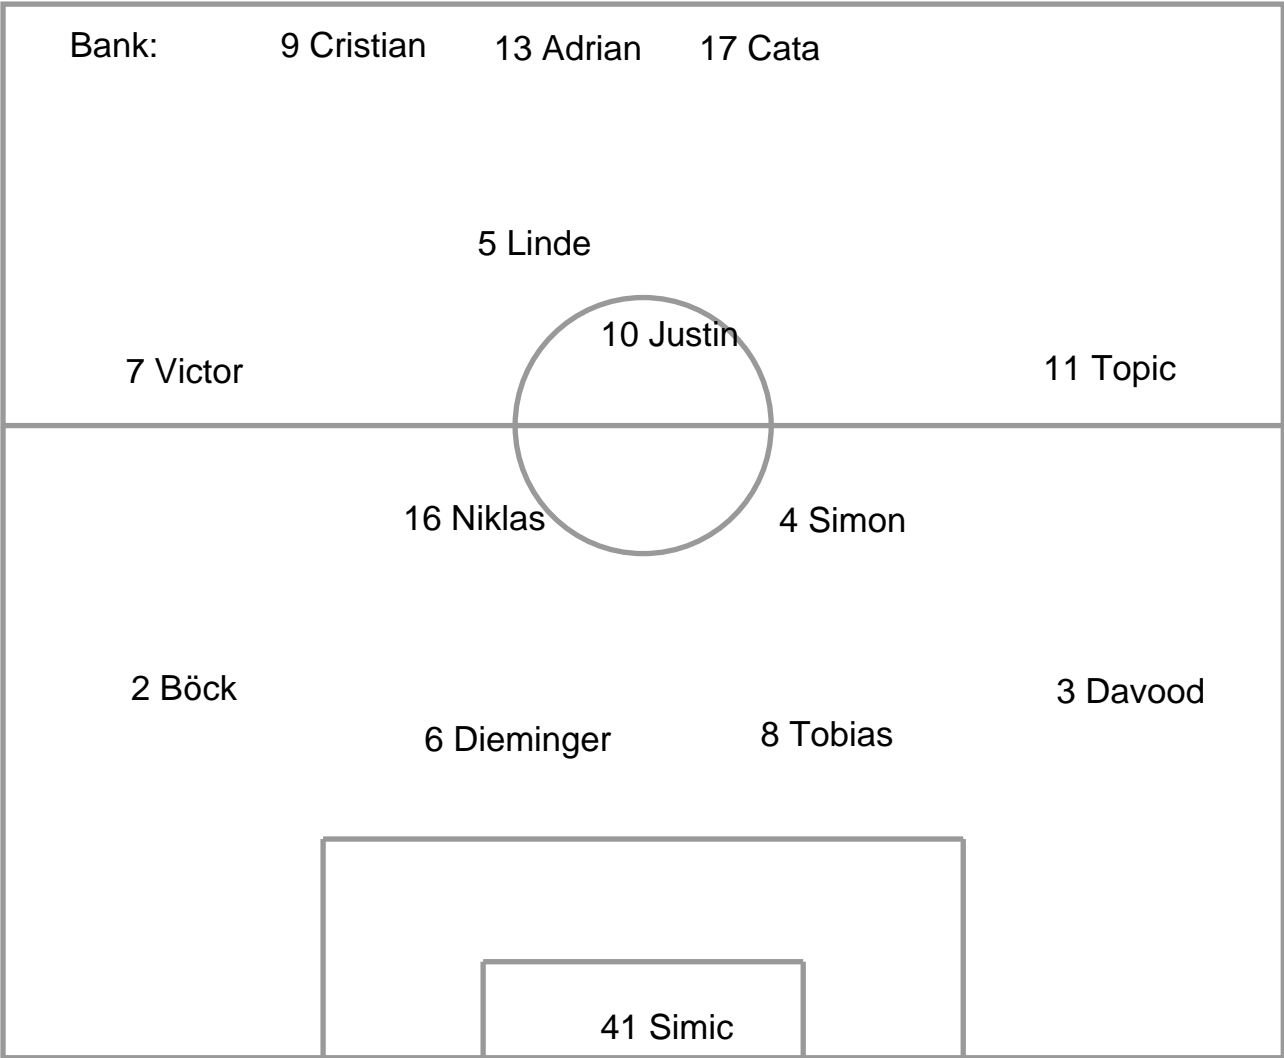 Bank: 9 Cristian 13 Adrian 17 Cata
5 Linde
10 Justin
7 Victor 11 Topic
16 Niklas 4 Simon
2 Böck 3 Davood
6 Dieminger 8 Tobias
41 Simic